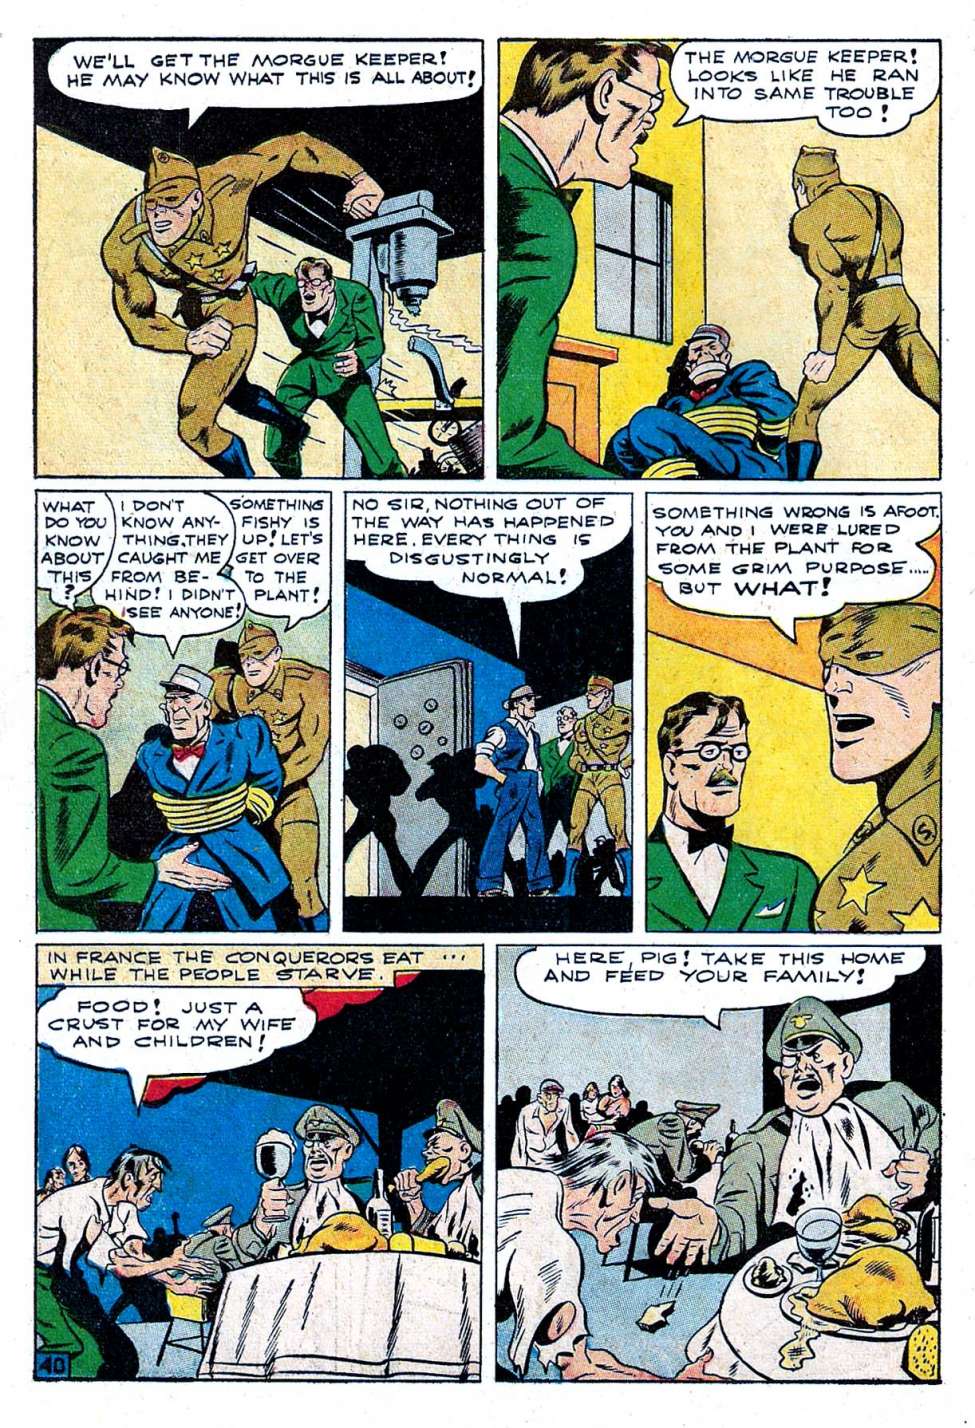 WE'LL GET THE MORGUE KEEPER!
HE MAY KNOW WHAT THIS IS ALL ABOUT!
THE MORGUE KEEPER!
LOOKS LIKE HE RAN
INTO SAME TROUBLE
TOO!
WHAT
DO YOU
KNOW
ABOUT
THIS
?
I DON'T
KNOW ANY-
THING, THEY
CAUGHT ME
FROM BE-
HIND! I DIDN'T
SEE ANYONE!
SOMETHING
FISHY IS
UP! LET'S
GET OVER
TO THE
PLANT!
NO SIR, NOTHING OUT OF
THE WAY HAS HAPPENED
HERE. EVERY THING IS
DISGUSTINGLY
NORMAL!
SOMETHING WRONG IS AFOOT.
YOU AND I WERE LURED
FROM THE PLANT FOR
SOME GRIM PURPOSE.....
BUT WHAT!
S
IN FRANCE THE CONQUERORS EAT ...
WHILE THE PEOPLE STARVE.
FOOD! JUST A
CRUST FOR MY WIFE
AND CHILDREN!
40
HERE, PIG! TAKE THIS HOME
AND FEED YOUR FAMILY!